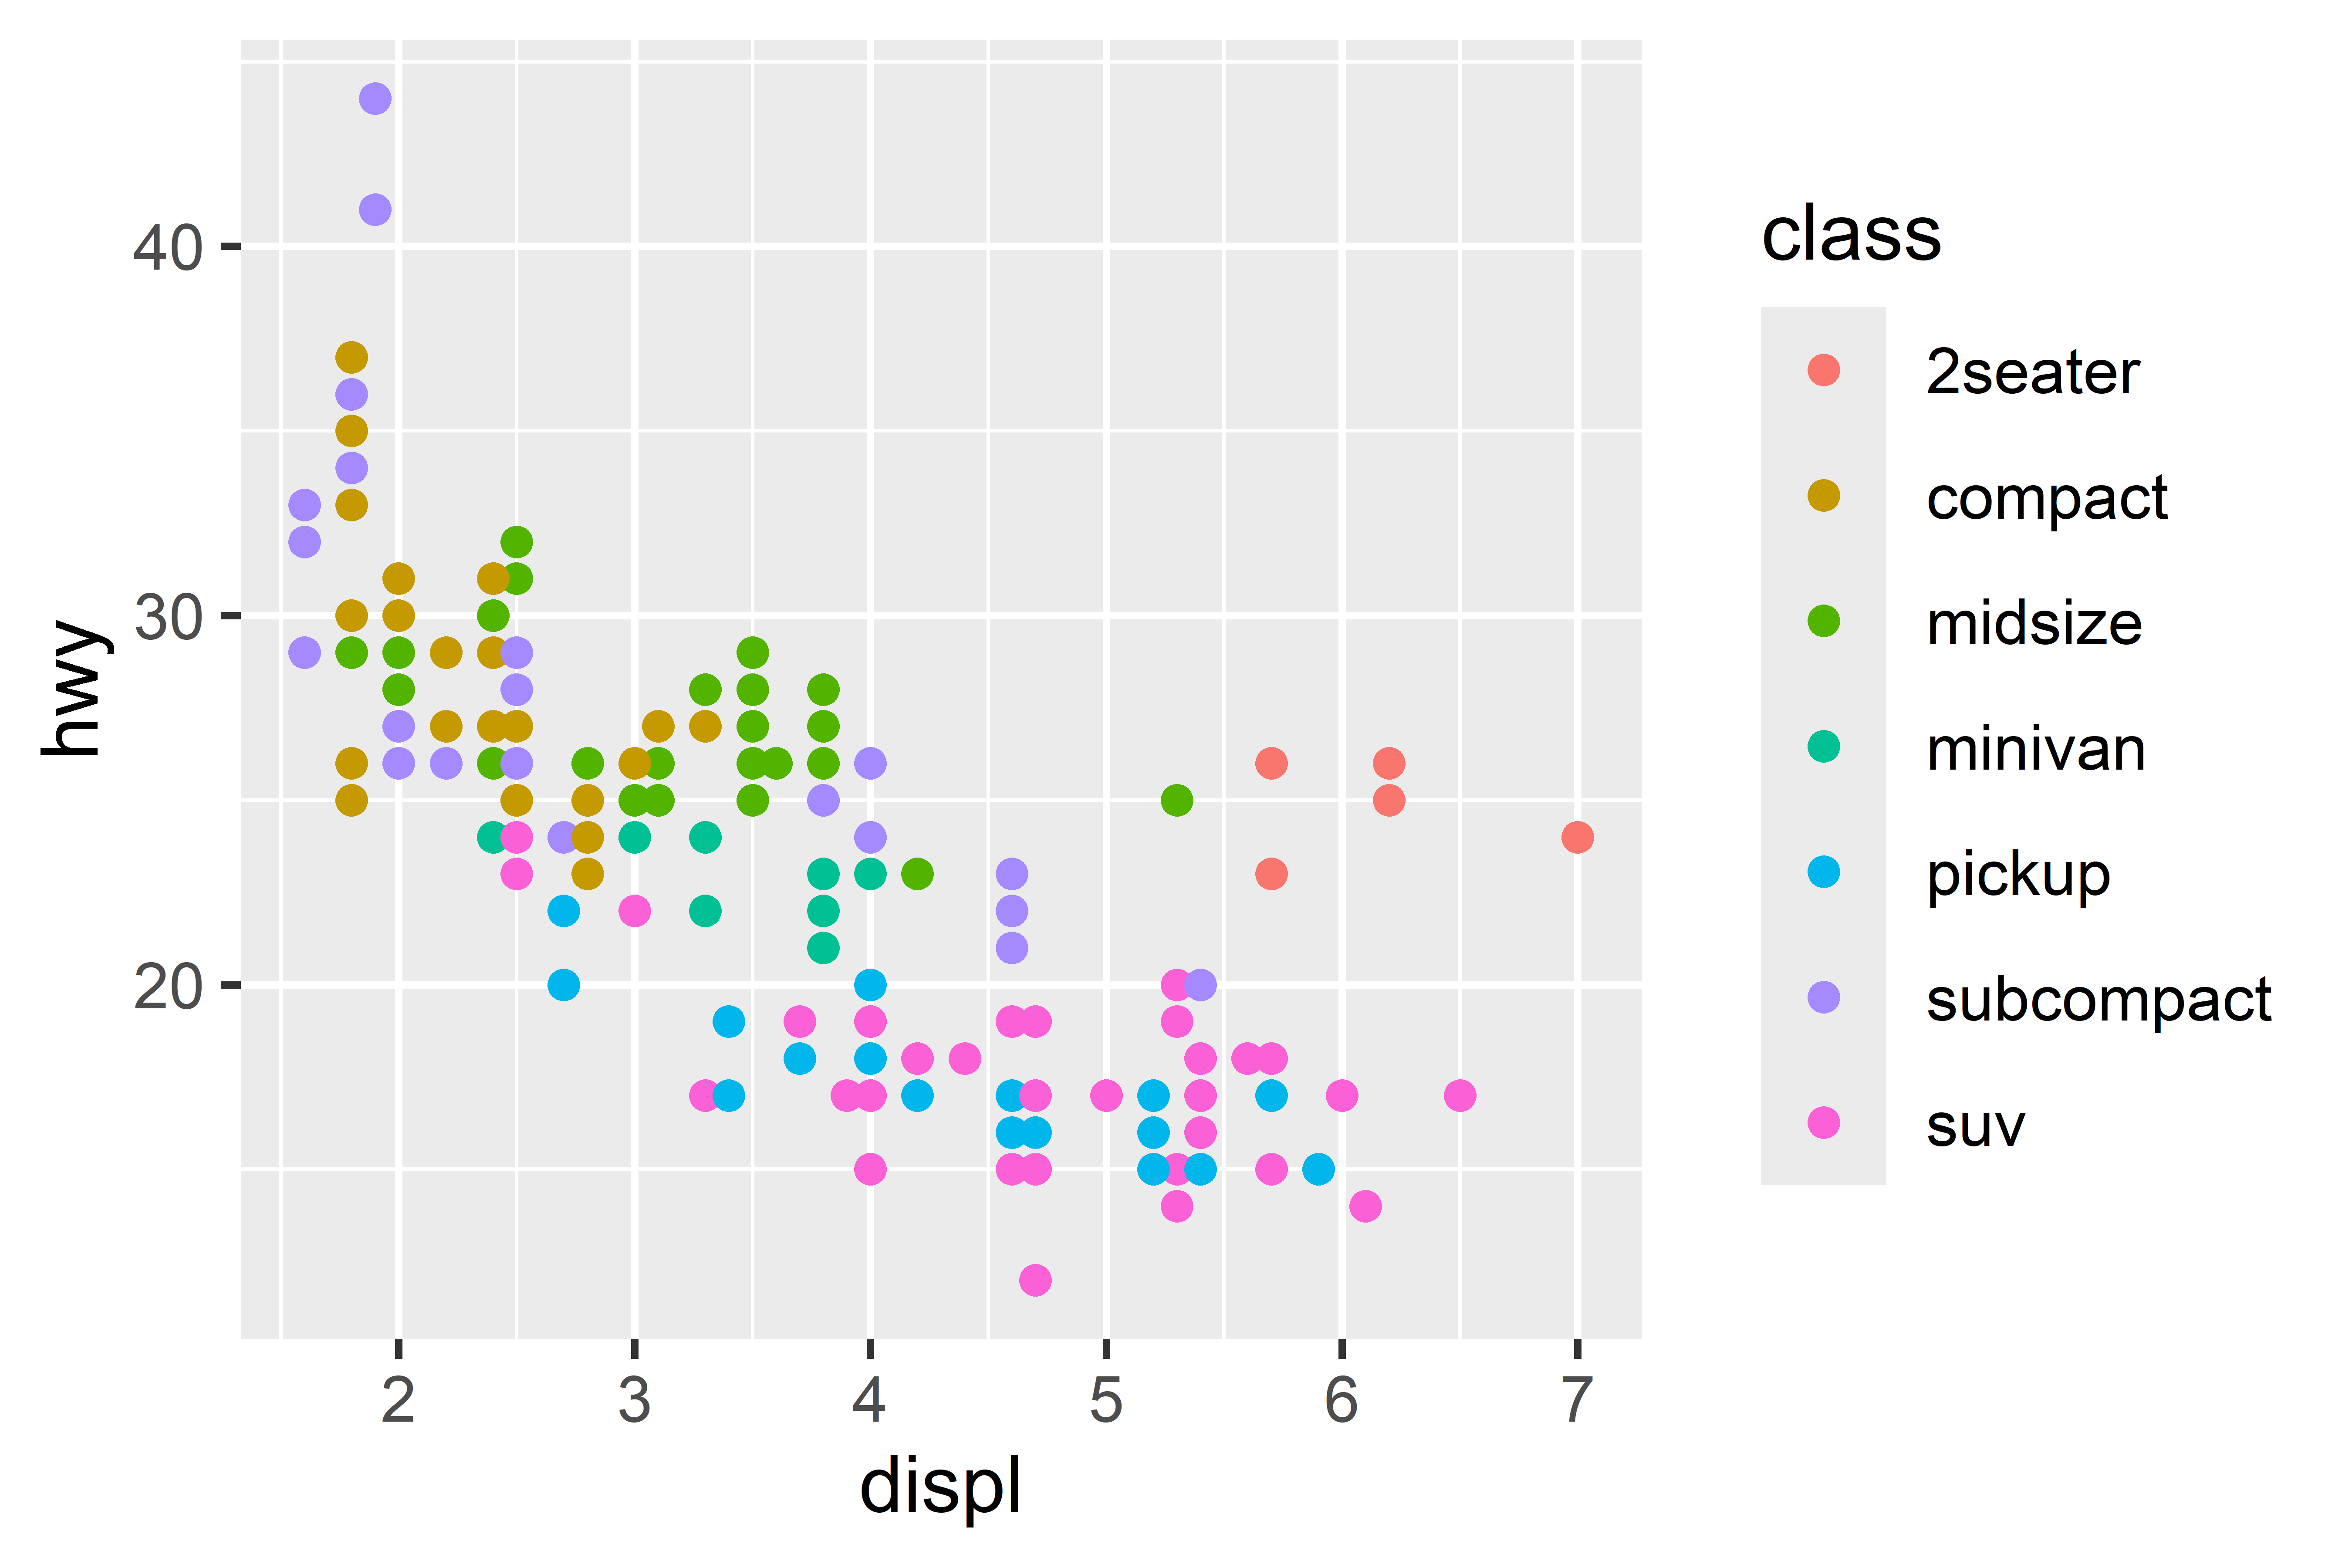 hwy
40
30
20
2 3 4 5 6 7
displ
class
2seater
compact
midsize
minivan
pickup
subcompact
suv